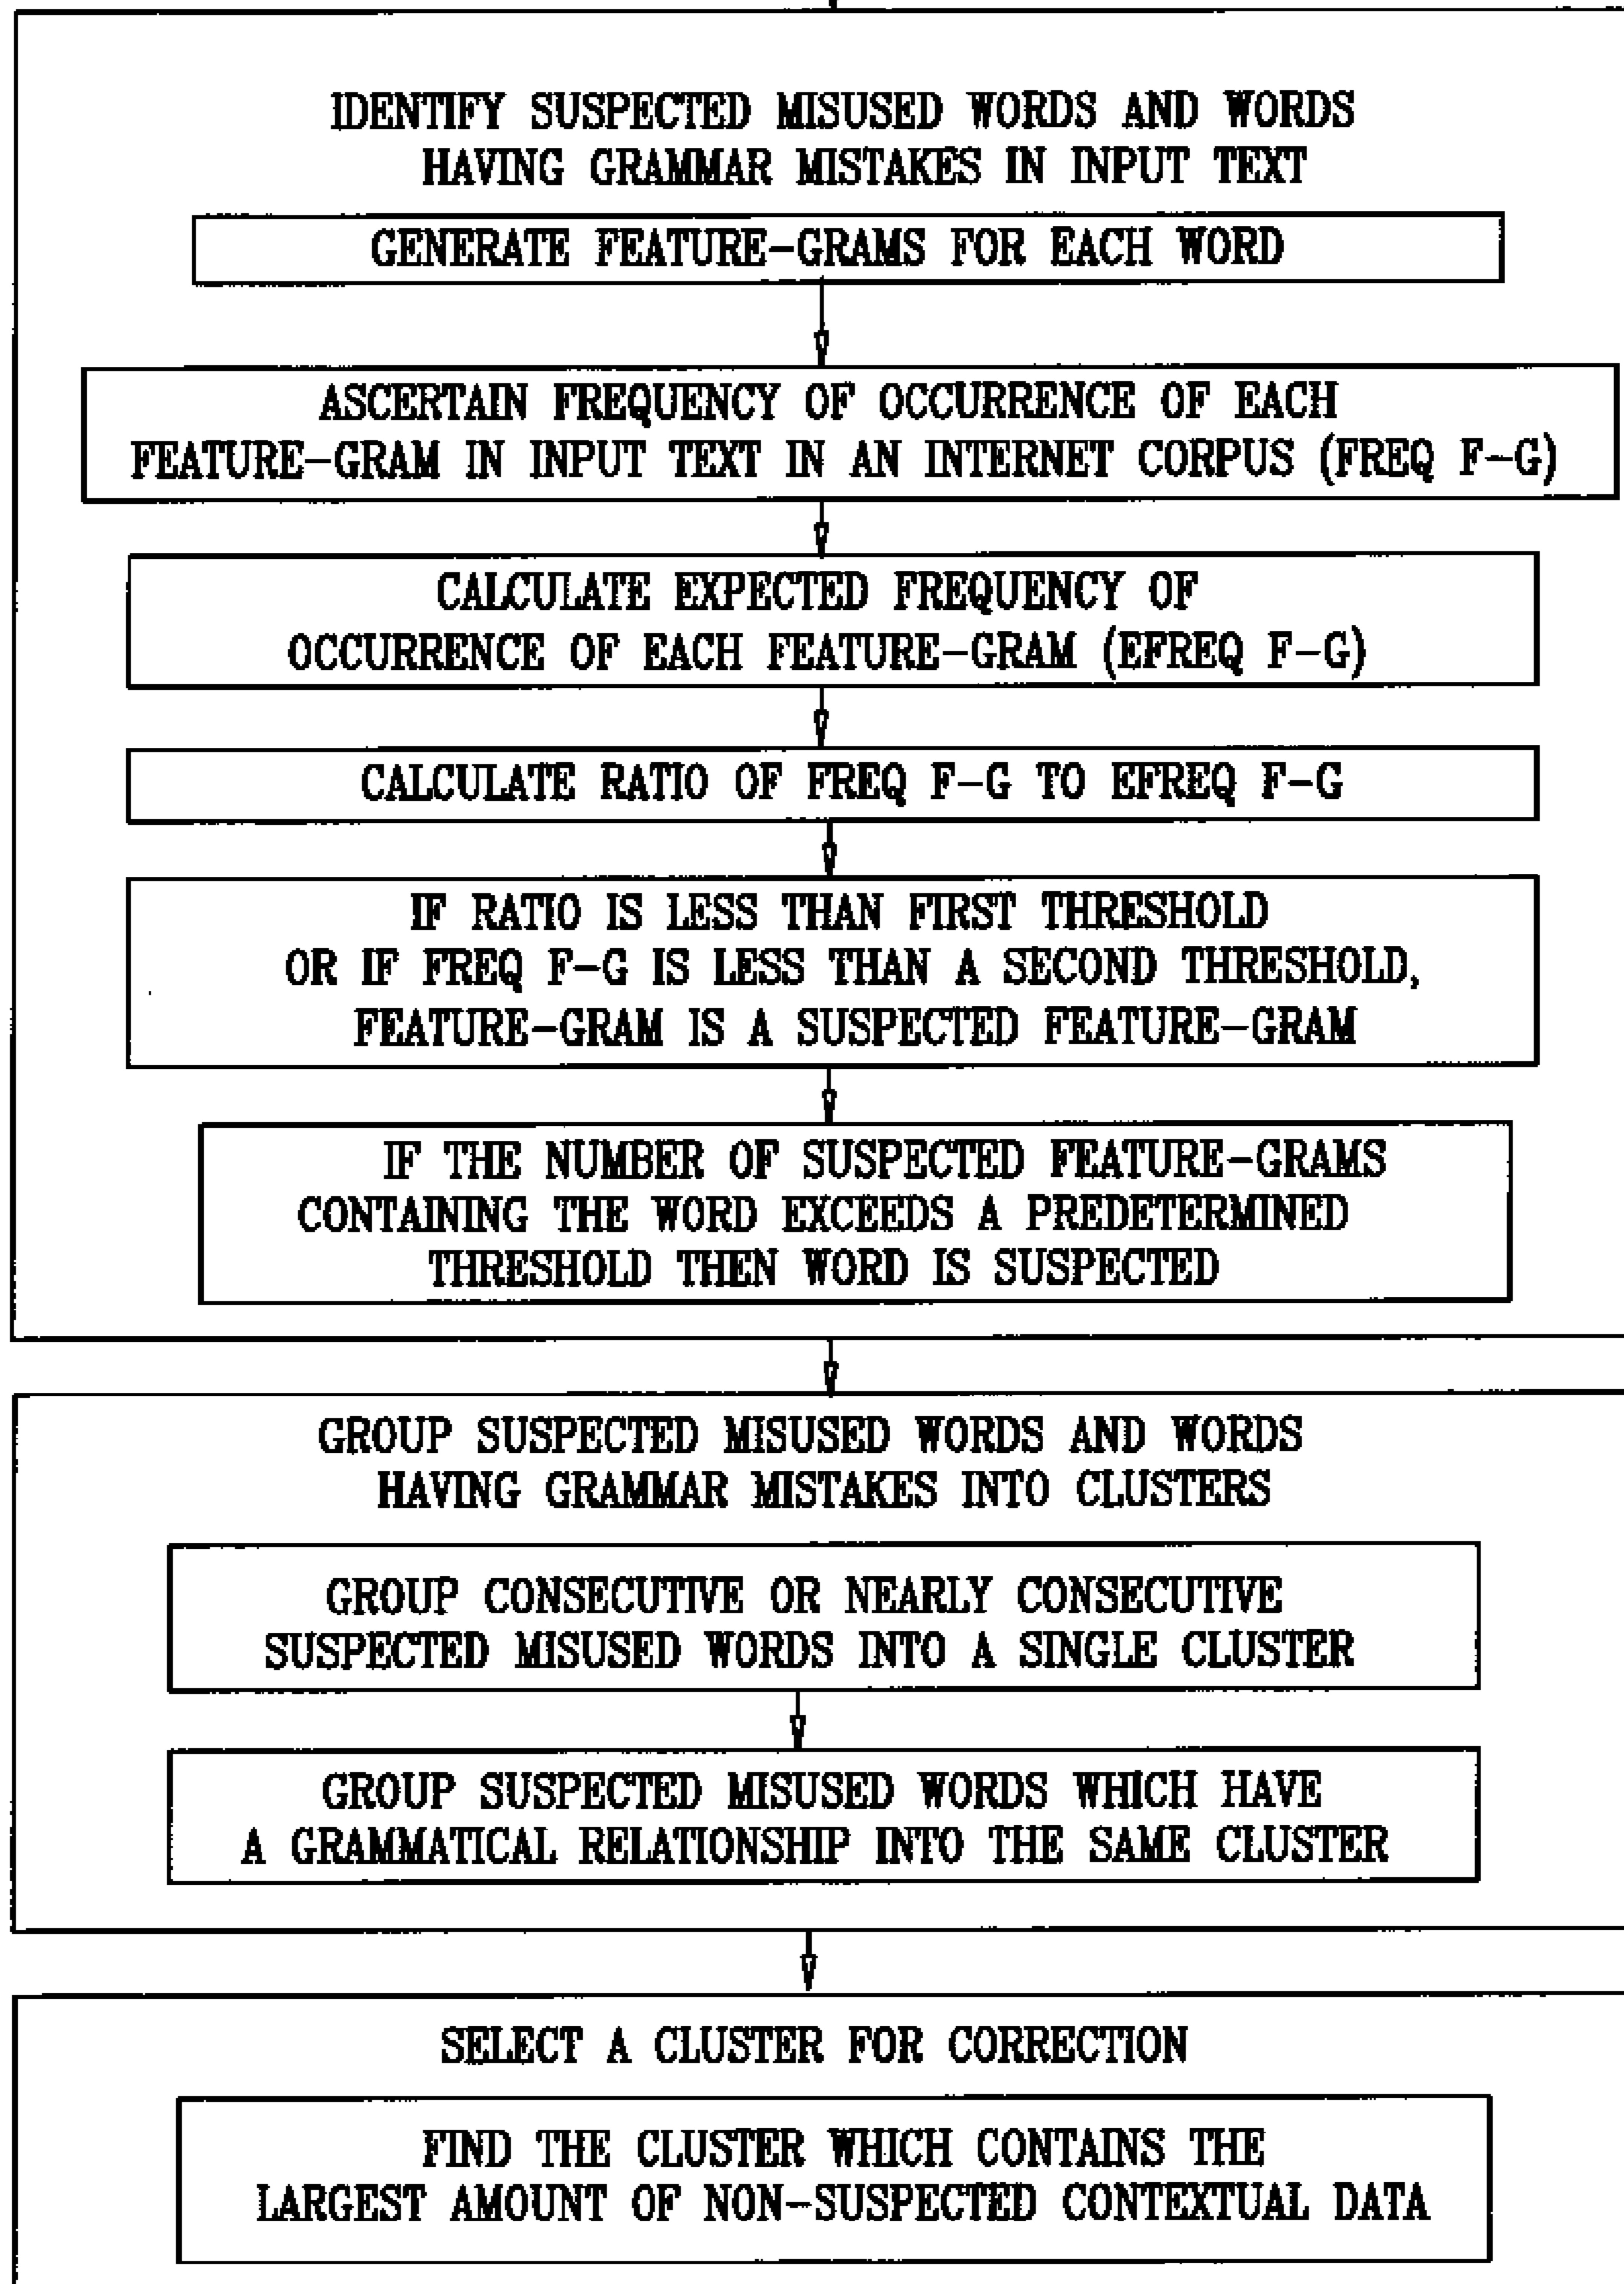 IDENTIFY SUSPECTED MISUSED WORDS AND WORDS
HAVING GRAMMAR MISTAKES IN INPUT TEXT
GENERATE FEATURE-GRAMS FOR EACH WORD
ASCERTAIN FREQUENCY OF OCCURRENCE OF EACH
FEATURE-GRAM IN INPUT TEXT IN AN INTERNET CORPUS (FREQ F-G)
CALCULATE EXPECTED FREQUENCY OF
OCCURRENCE OF EACH FEATURE-GRAM (EFREQ F-G)
CALCULATE RATIO OF FREQ F-G TO EFREQ F-G
IF RATIO IS LESS THAN FIRST THRESHOLD
OR IF FREQ F-G IS LESS THAN A SECOND THRESHOLD,
FEATURE-GRAM IS A SUSPECTED FEATURE-GRAM
IF THE NUMBER OF SUSPECTED FEATURE-GRAMS
CONTAINING THE WORD EXCEEDS A PREDETERMINED
THRESHOLD THEN WORD IS SUSPECTED
GROUP SUSPECTED MISUSED WORDS AND WORDS
HAVING GRAMMAR MISTAKES INTO CLUSTERS
GROUP CONSECUTIVE OR NEARLY CONSECUTIVE
SUSPECTED MISUSED WORDS INTO A SINGLE CLUSTER
GROUP SUSPECTED MISUSED WORDS WHICH HAVE
A GRAMMATICAL RELATIONSHIP INTO THE SAME CLUSTER
SELECT A CLUSTER FOR CORRECTION
FIND THE CLUSTER WHICH CONTAINS THE
LARGEST AMOUNT OF NON-SUSPECTED CONTEXTUAL DATA